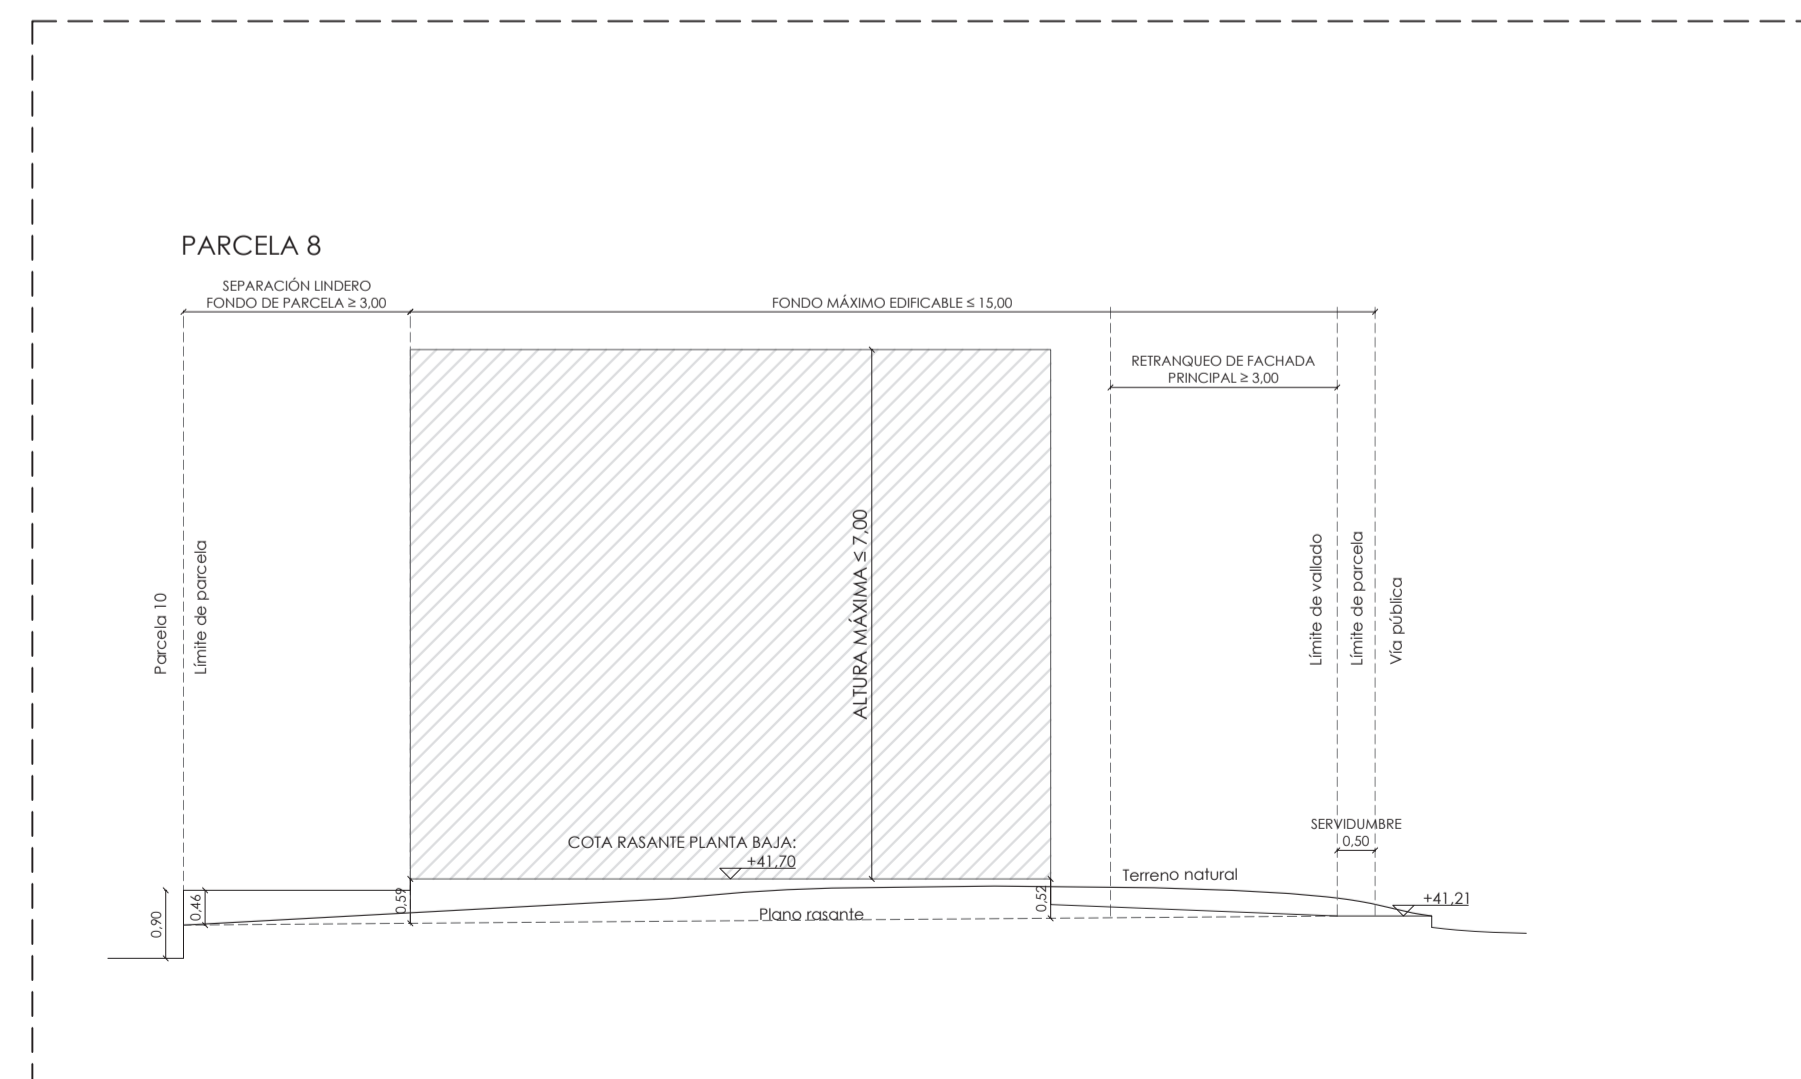 PARCELA 8
SEPARACIÓN LINDERO
FONDO DE PARCELA ≥ 3,00
FONDO MÁXIMO EDIFICABLE ≤ 15,00
RETRANQUEO DE FACHADA
PRINCIPAL ≥ 3,00
Parcela 10
Límite de parcela
ALTURA MÁXIMA ≤ 7,00
Límite de vallado
Límite de parcela
Vía pública
SERVIDUMBRE
0,50
COTA RASANTE PLANTA BAJA:
+41,70
Terreno natural
+41,21
0,90
0,46
0,59
Plano rasante
0,52